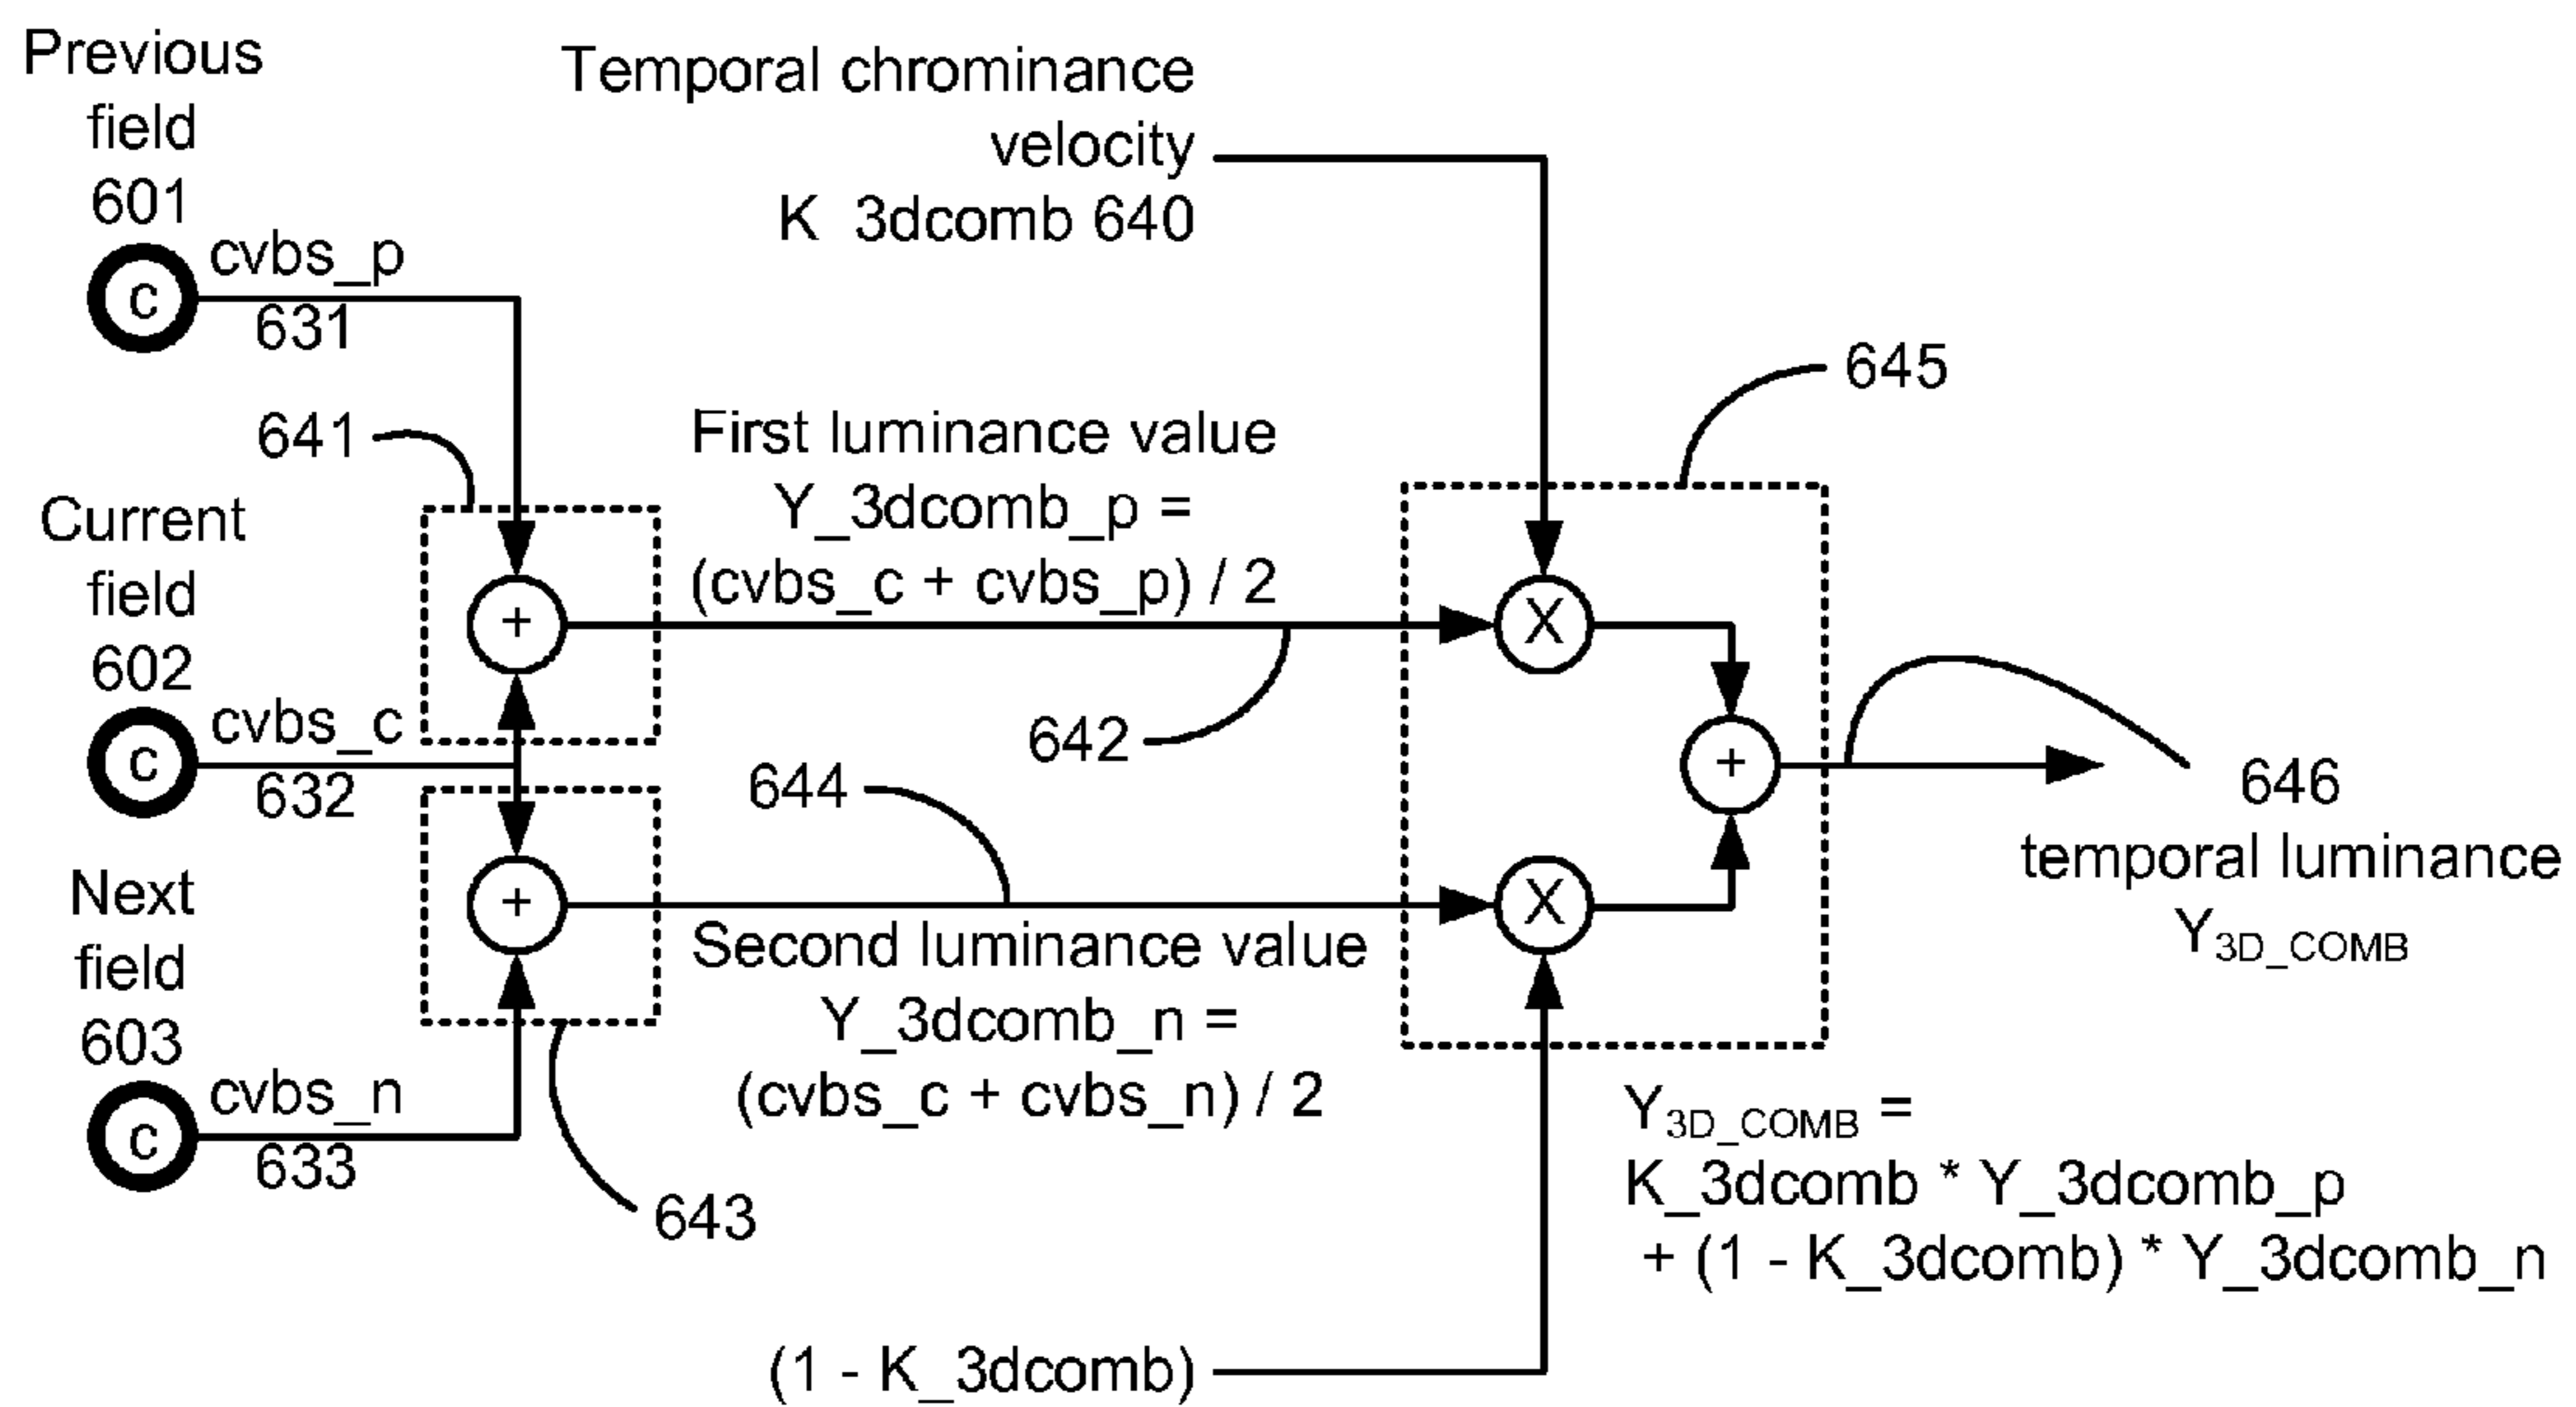 Previous
field
601
c
cvbs_p
631
Temporal chrominance
velocity
K 3dcomb 640
645
641
First luminance value
Y_3dcomb_p =
(cvbs_c + cvbs_p) / 2
Current
field
602
c
cvbs_c
632
+
X
642
644
+
646
temporal luminance
Y3D_COMB
Next
field
603
c
cvbs_n
633
+
X
Second luminance value
Y_3dcomb_n =
(cvbs_c + cvbs_n) / 2
643
Y3D_COMB =
K_3dcomb * Y_3dcomb_p
+ (1 - K_3dcomb) * Y_3dcomb_n
(1 - K_3dcomb)